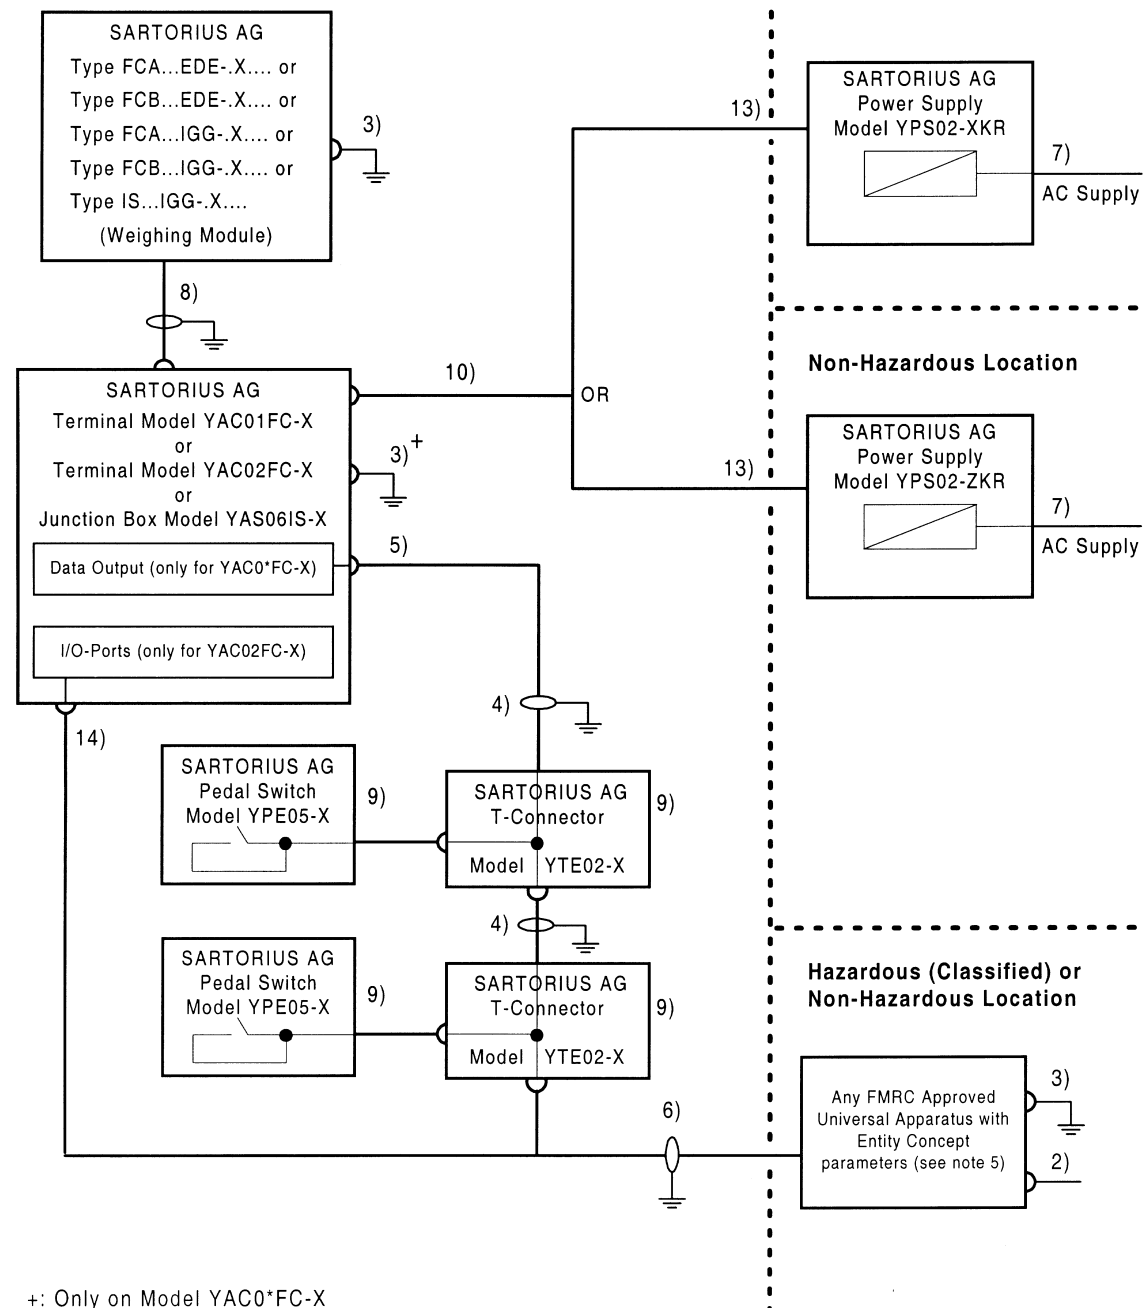 SARTORIUS AG
Type FCA...EDE-.X.... or
Type FCB...EDE-.X.... or
Type FCA...IGG-.X.... or
Type FCB...IGG-.X.... or
Type IS...IGG-.X....
(Weighing Module)
3)
8)
SARTORIUS AG
Terminal Model YAC01FC-X
or
Terminal Model YAC02FC-X
or
Junction Box Model YAS06IS-X
Data Output (only for YAC0*FC-X)
I/O-Ports (only for YAC02FC-X)
10)
3)+
5)
14)
OR
13)
13)
SARTORIUS AG
Power Supply
Model YPS02-XKR
7)
AC Supply
Non-Hazardous Location
SARTORIUS AG
Power Supply
Model YPS02-ZKR
7)
AC Supply
4)
SARTORIUS AG
Pedal Switch
Model YPE05-X
9)
SARTORIUS AG
T-Connector
Model YTE02-X
9)
4)
SARTORIUS AG
Pedal Switch
Model YPE05-X
9)
SARTORIUS AG
T-Connector
Model YTE02-X
9)
6)
Hazardous (Classified) or
Non-Hazardous Location
Any FMRC Approved
Universal Apparatus with
Entity Concept
parameters (see note 5)
3)
2)
+: Only on Model YAC0*FC-X